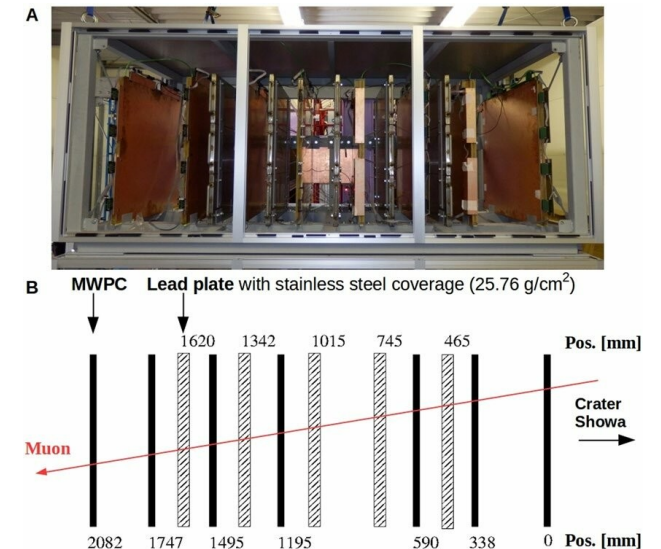 A
B
MWPC
Lead plate with stainless steel coverage (25.76 g/cm²)
1620 1342 1015 745 465 Pos. [mm]
Crater
Showa
Muon
2082 1747 1495 1195 590 338 0 Pos. [mm]